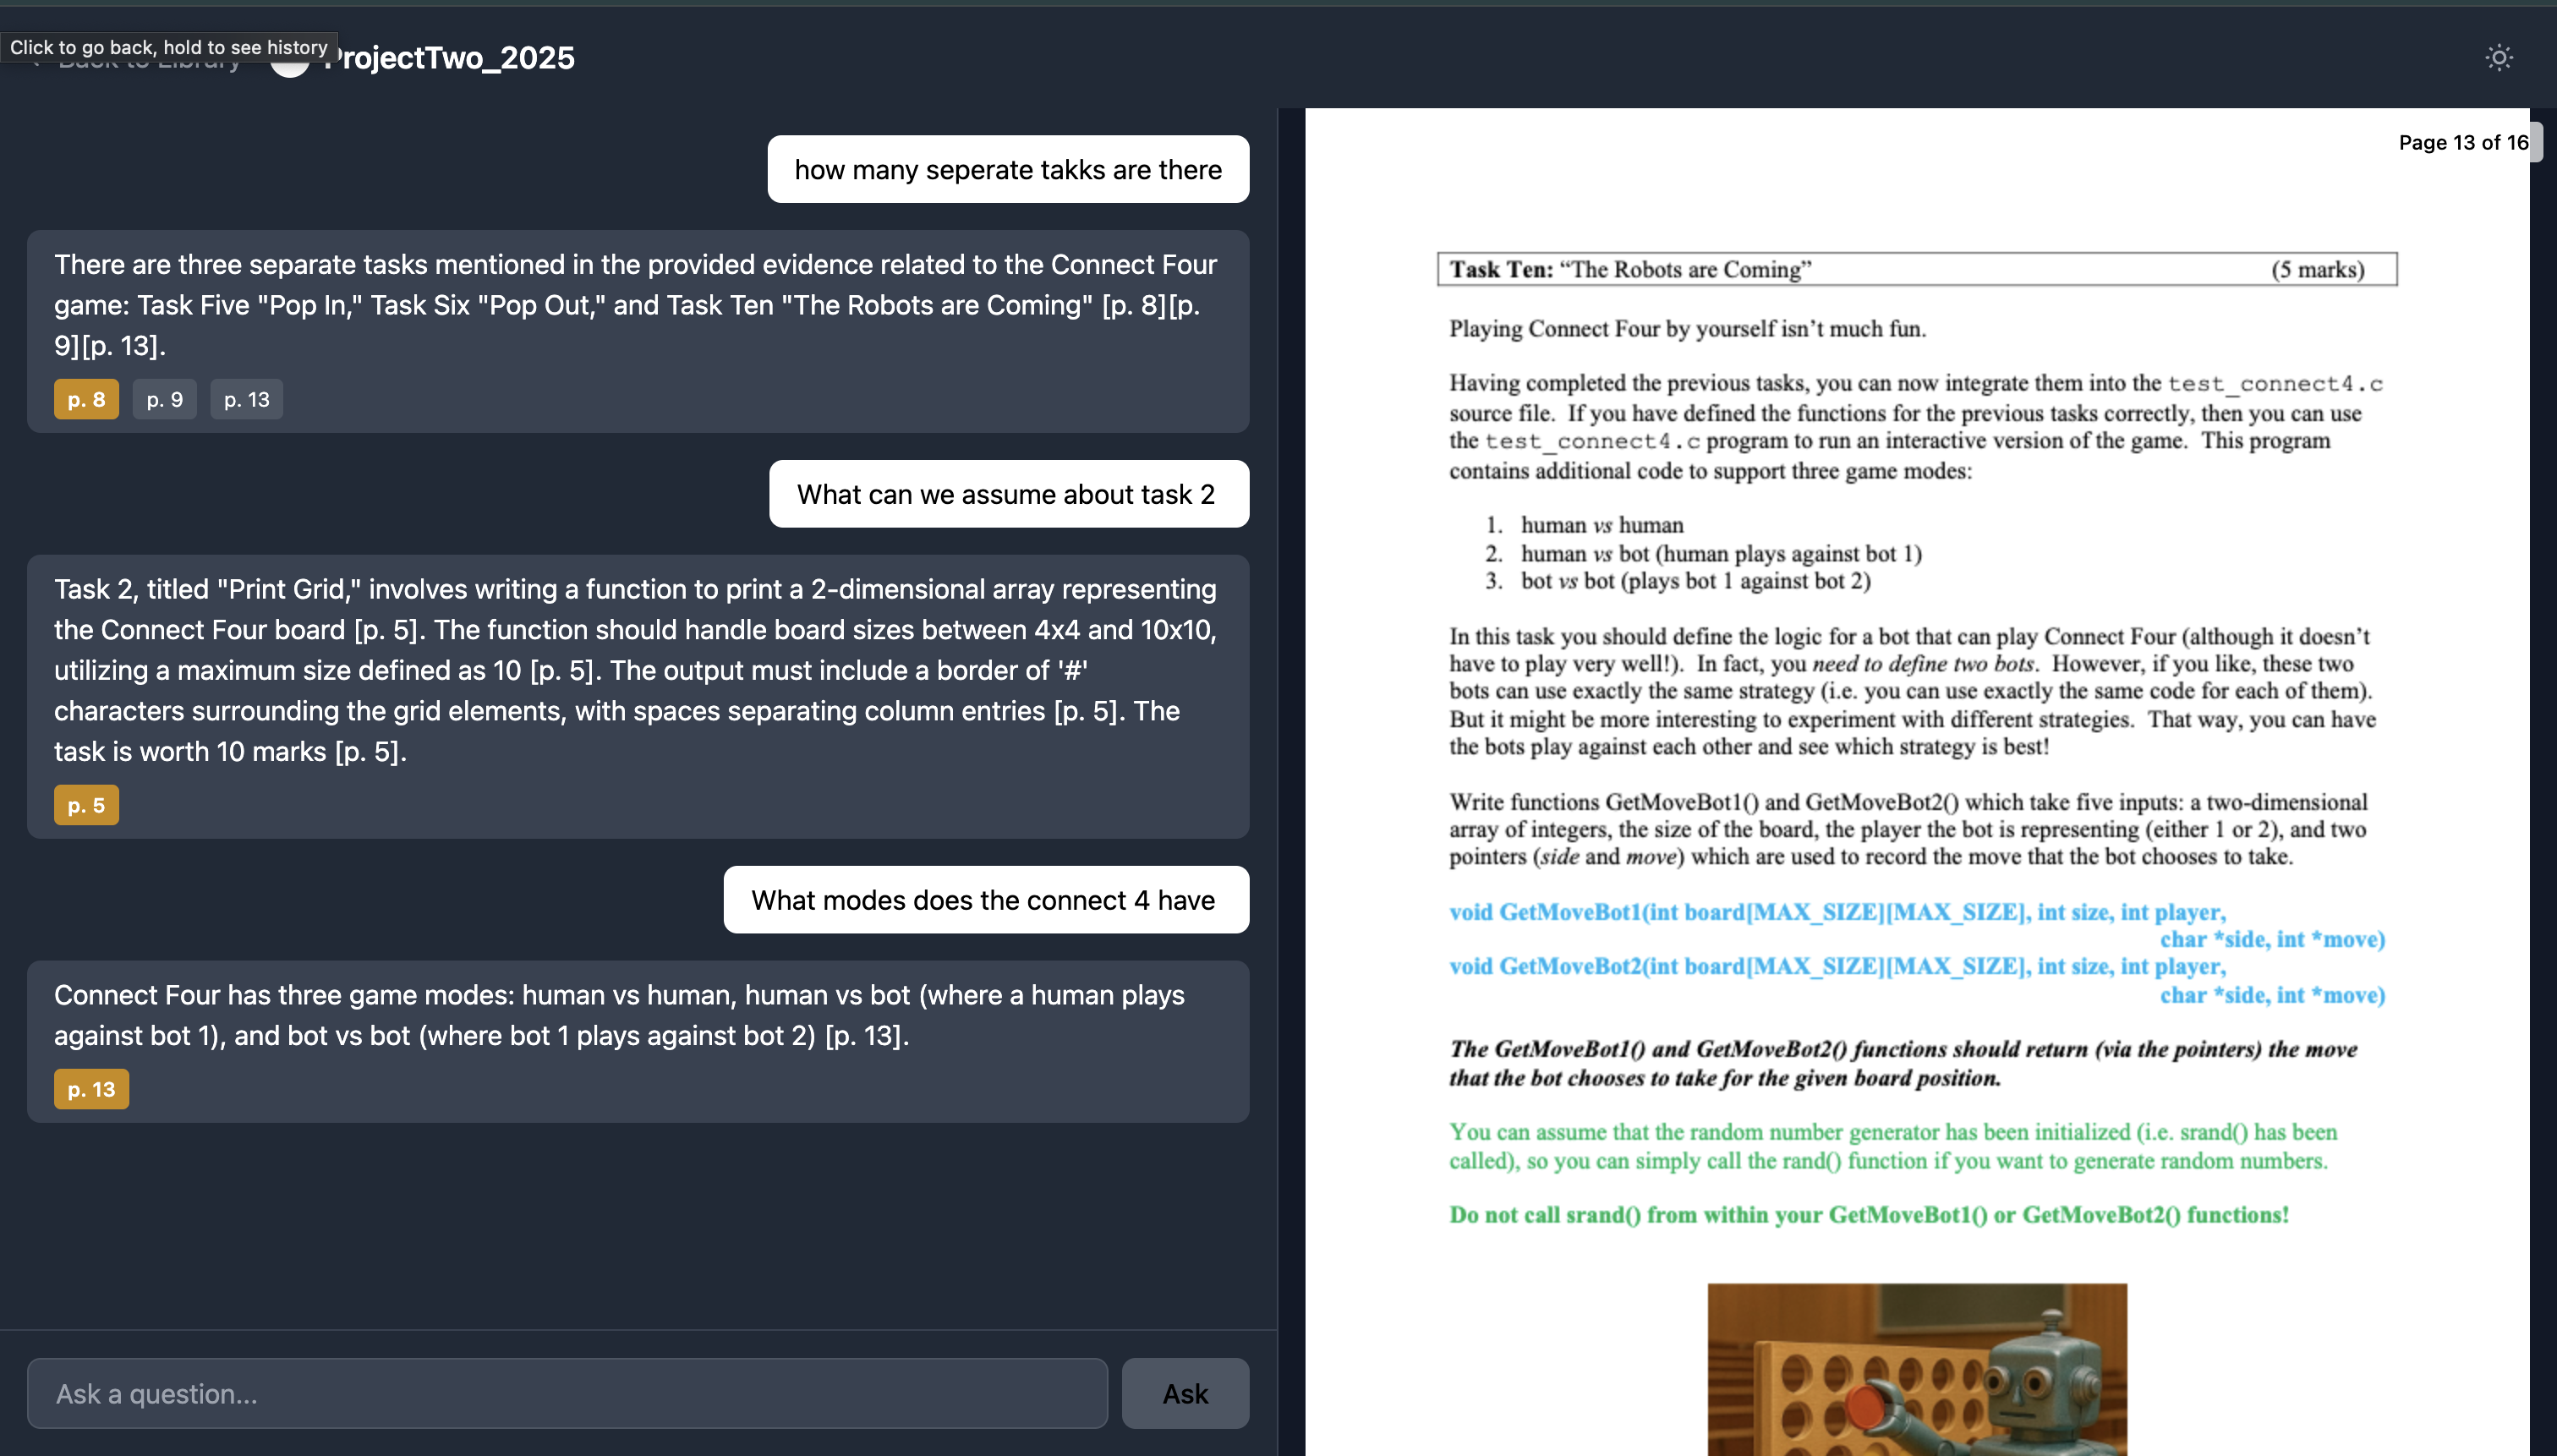 Click to go back, hold to see history
ProjectTwo_2025
how many seperate takks are there
There are three separate tasks mentioned in the provided evidence related to the Connect Four
game: Task Five "Pop In," Task Six "Pop Out," and Task Ten "The Robots are Coming" [p. 8][p.
9][p. 13].
p. 8 p. 9 p. 13
What can we assume about task 2
Task 2, titled "Print Grid," involves writing a function to print a 2-dimensional array representing
the Connect Four board [p. 5]. The function should handle board sizes between 4x4 and 10x10,
utilizing a maximum size defined as 10 [p. 5]. The output must include a border of '#'
characters surrounding the grid elements, with spaces separating column entries [p. 5]. The
task is worth 10 marks [p. 5].
p. 5
What modes does the connect 4 have
Connect Four has three game modes: human vs human, human vs bot (where a human plays
against bot 1), and bot vs bot (where bot 1 plays against bot 2) [p. 13].
p. 13
Ask a question...
Ask
Page 13 of 16
Task Ten: “The Robots are Coming” (5 marks)
Playing Connect Four by yourself isn’t much fun.
Having completed the previous tasks, you can now integrate them into the test_connect4.c
source file. If you have defined the functions for the previous tasks correctly, then you can use
the test_connect4.c program to run an interactive version of the game. This program
contains additional code to support three game modes:
1. human vs human
2. human vs bot (human plays against bot 1)
3. bot vs bot (plays bot 1 against bot 2)
In this task you should define the logic for a bot that can play Connect Four (although it doesn’t
have to play very well!). In fact, you need to define two bots. However, if you like, these two
bots can use exactly the same strategy (i.e. you can use exactly the same code for each of them).
But it might be more interesting to experiment with different strategies. That way, you can have
the bots play against each other and see which strategy is best!
Write functions GetMoveBot1() and GetMoveBot2() which take five inputs: a two-dimensional
array of integers, the size of the board, the player the bot is representing (either 1 or 2), and two
pointers (side and move) which are used to record the move that the bot chooses to take.
void GetMoveBot1(int board[MAX_SIZE][MAX_SIZE], int size, int player,
char *side, int *move)
void GetMoveBot2(int board[MAX_SIZE][MAX_SIZE], int size, int player,
char *side, int *move)
The GetMoveBot1() and GetMoveBot2() functions should return (via the pointers) the move
that the bot chooses to take for the given board position.
You can assume that the random number generator has been initialized (i.e. srand() has been
called), so you can simply call the rand() function if you want to generate random numbers.
Do not call srand() from within your GetMoveBot1() or GetMoveBot2() functions!